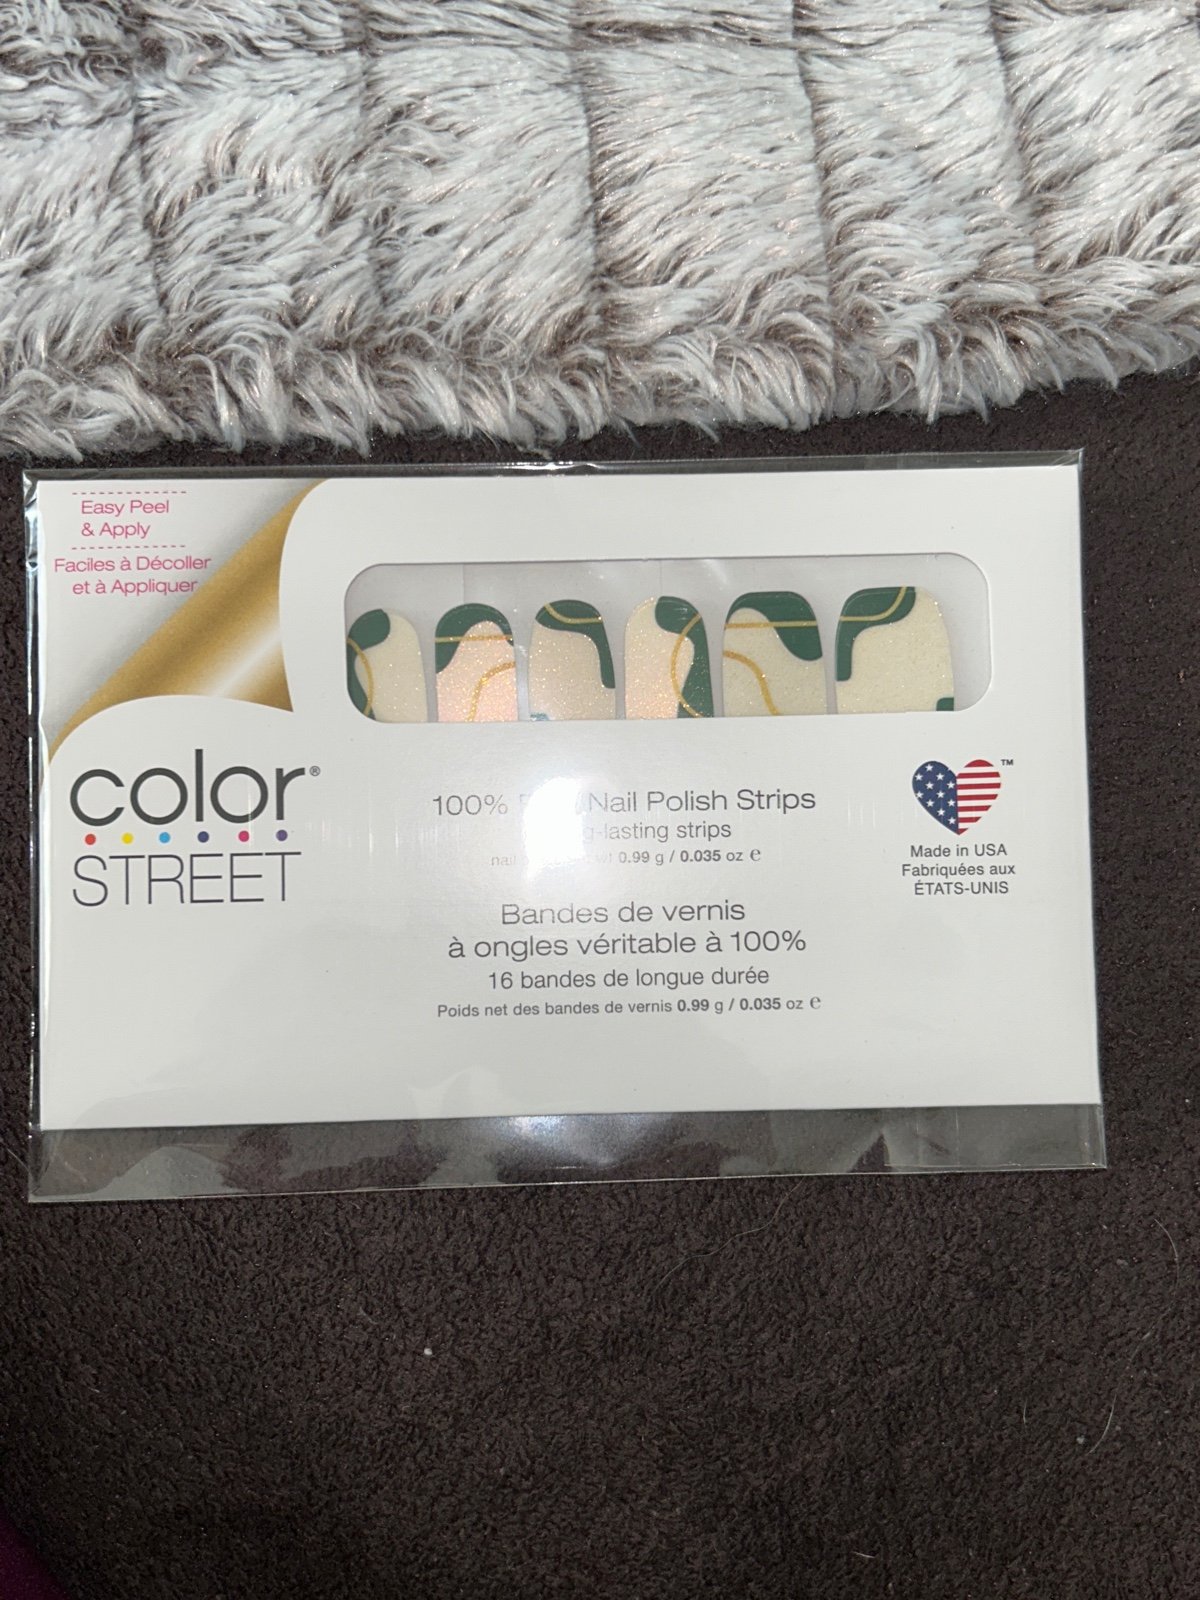 Easy Peel
& Apply
Faciles à Décoller
et à Appliquer
color®
STREET
100% Nail Polish Strips
g-lasting strips
nail 0.99 g / 0.035 oz ℮
Bandes de vernis
à ongles véritable à 100%
16 bandes de longue durée
Poids net des bandes de vernis 0.99 g / 0.035 oz ℮
TM
Made in USA
Fabriquées aux
ÉTATS-UNIS